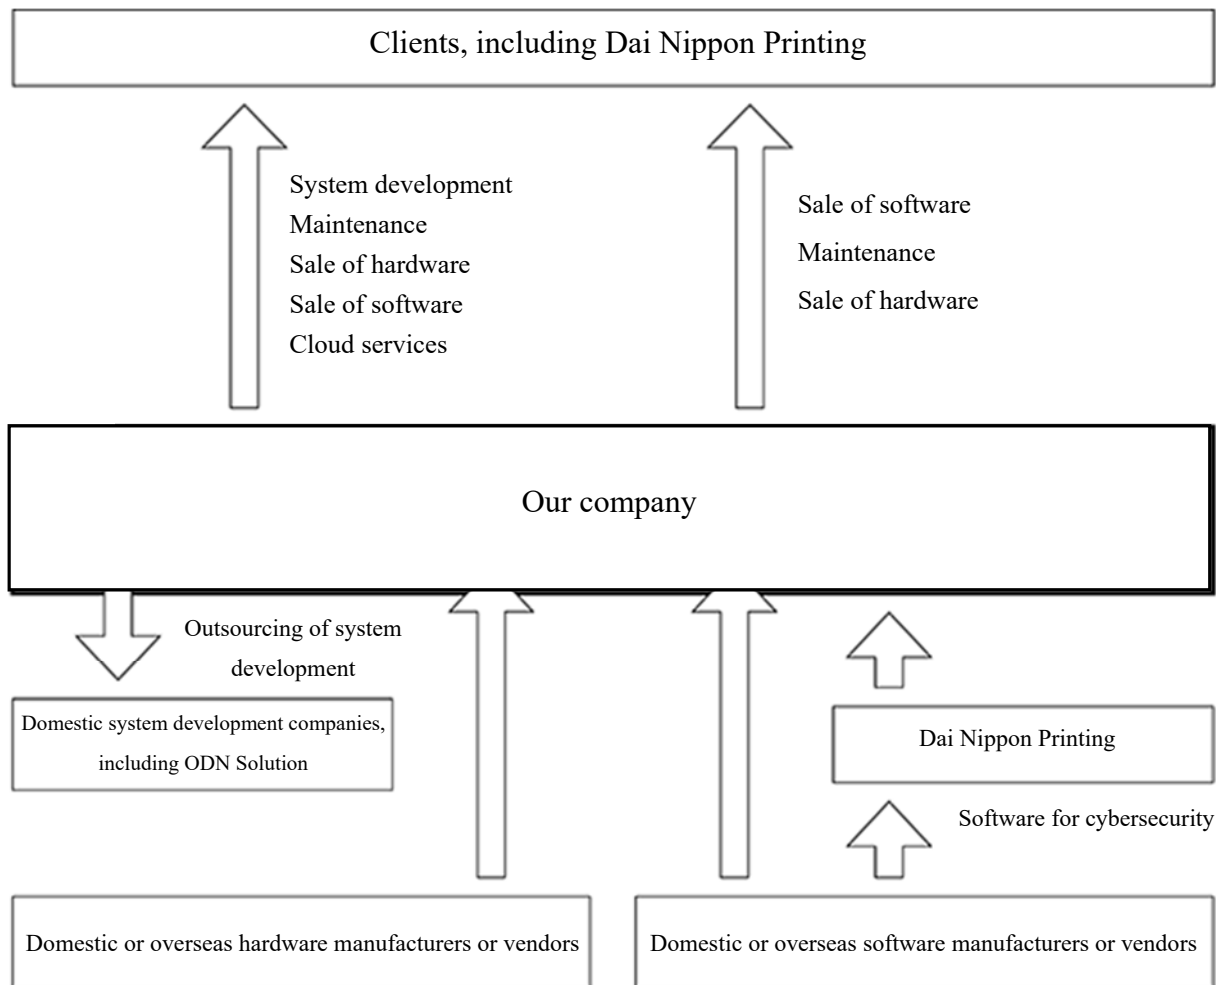 Clients, including Dai Nippon Printing
System development
Maintenance
Sale of hardware
Sale of software
Cloud services
Sale of software
Maintenance
Sale of hardware
Our company
Outsourcing of system
development
Domestic system development companies,
including ODN Solution
Dai Nippon Printing
Software for cybersecurity
Domestic or overseas hardware manufacturers or vendors
Domestic or overseas software manufacturers or vendors